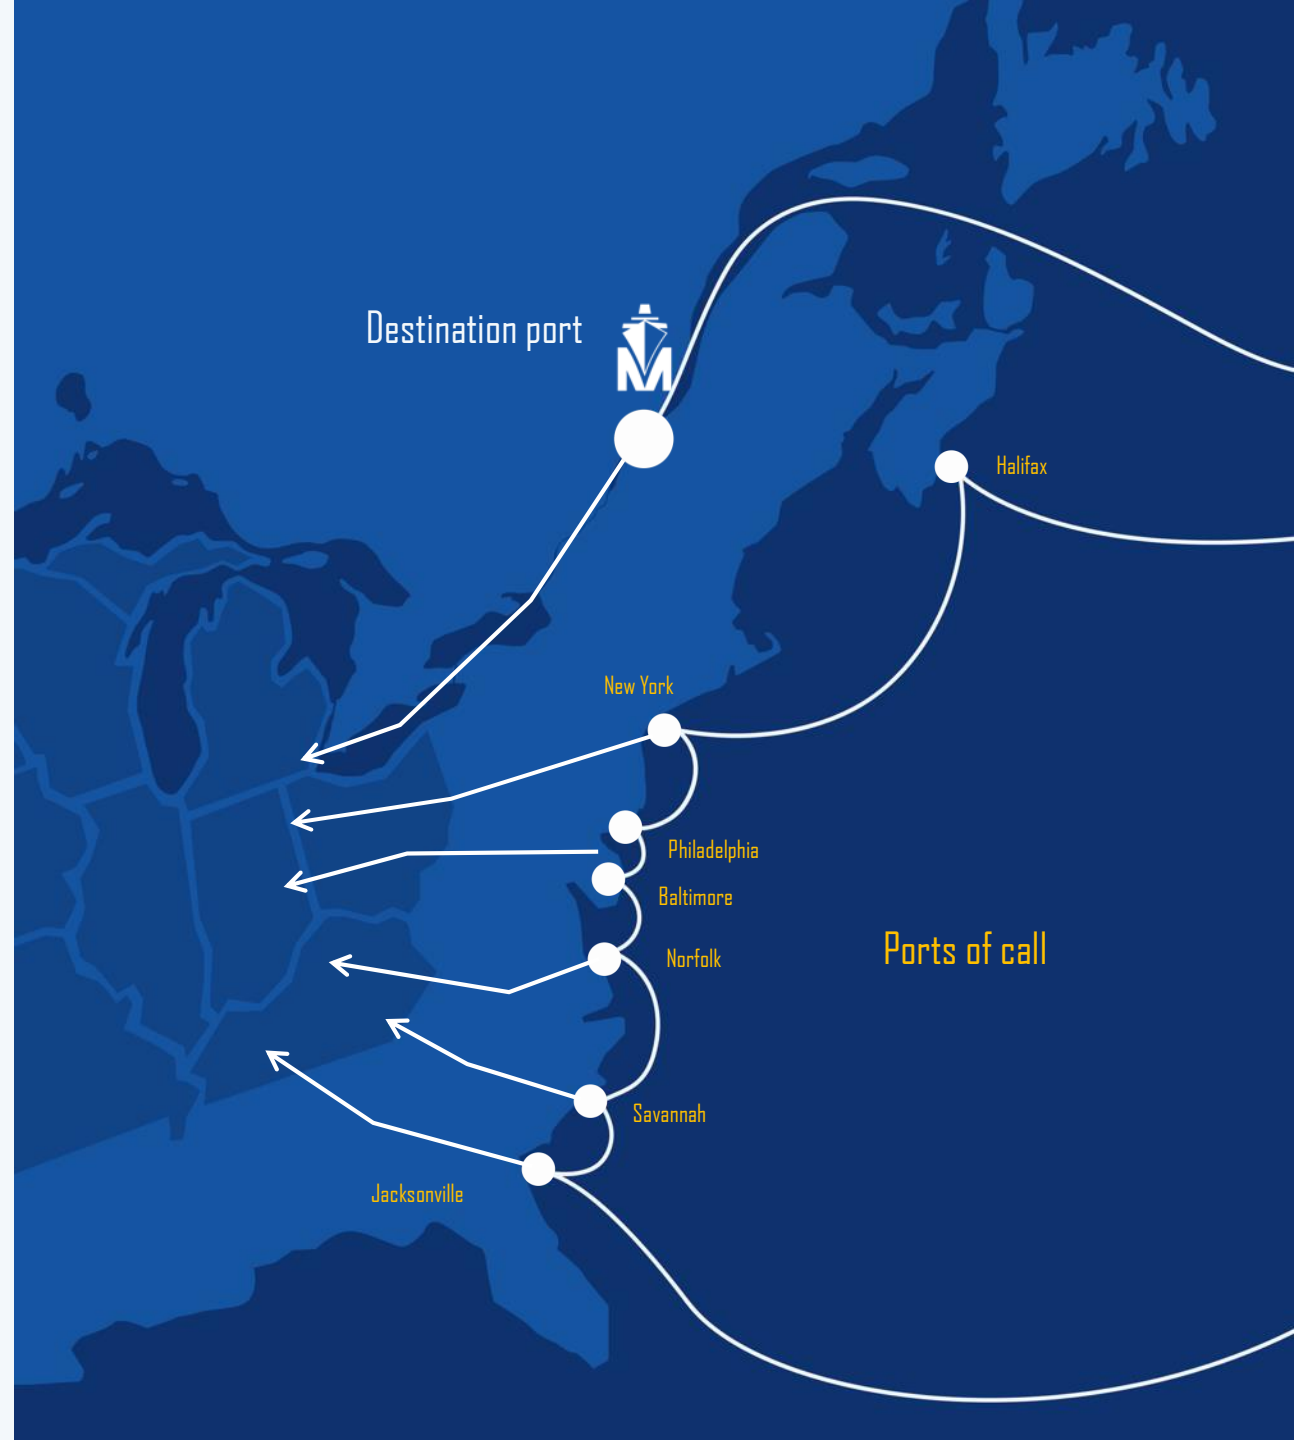 Destination port
M
Halifax
New York
Philadelphia
Baltimore
Ports of call
Norfolk
Savannah
Jacksonville